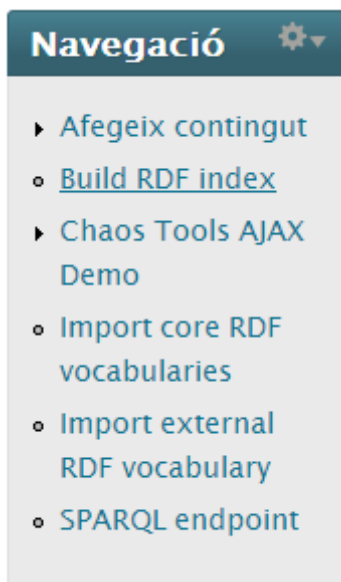 Navegació
Afegeix contingut
Build RDF index
Chaos Tools AJAX
Demo
Import core RDF
vocabularies
Import external
RDF vocabulary
SPARQL endpoint